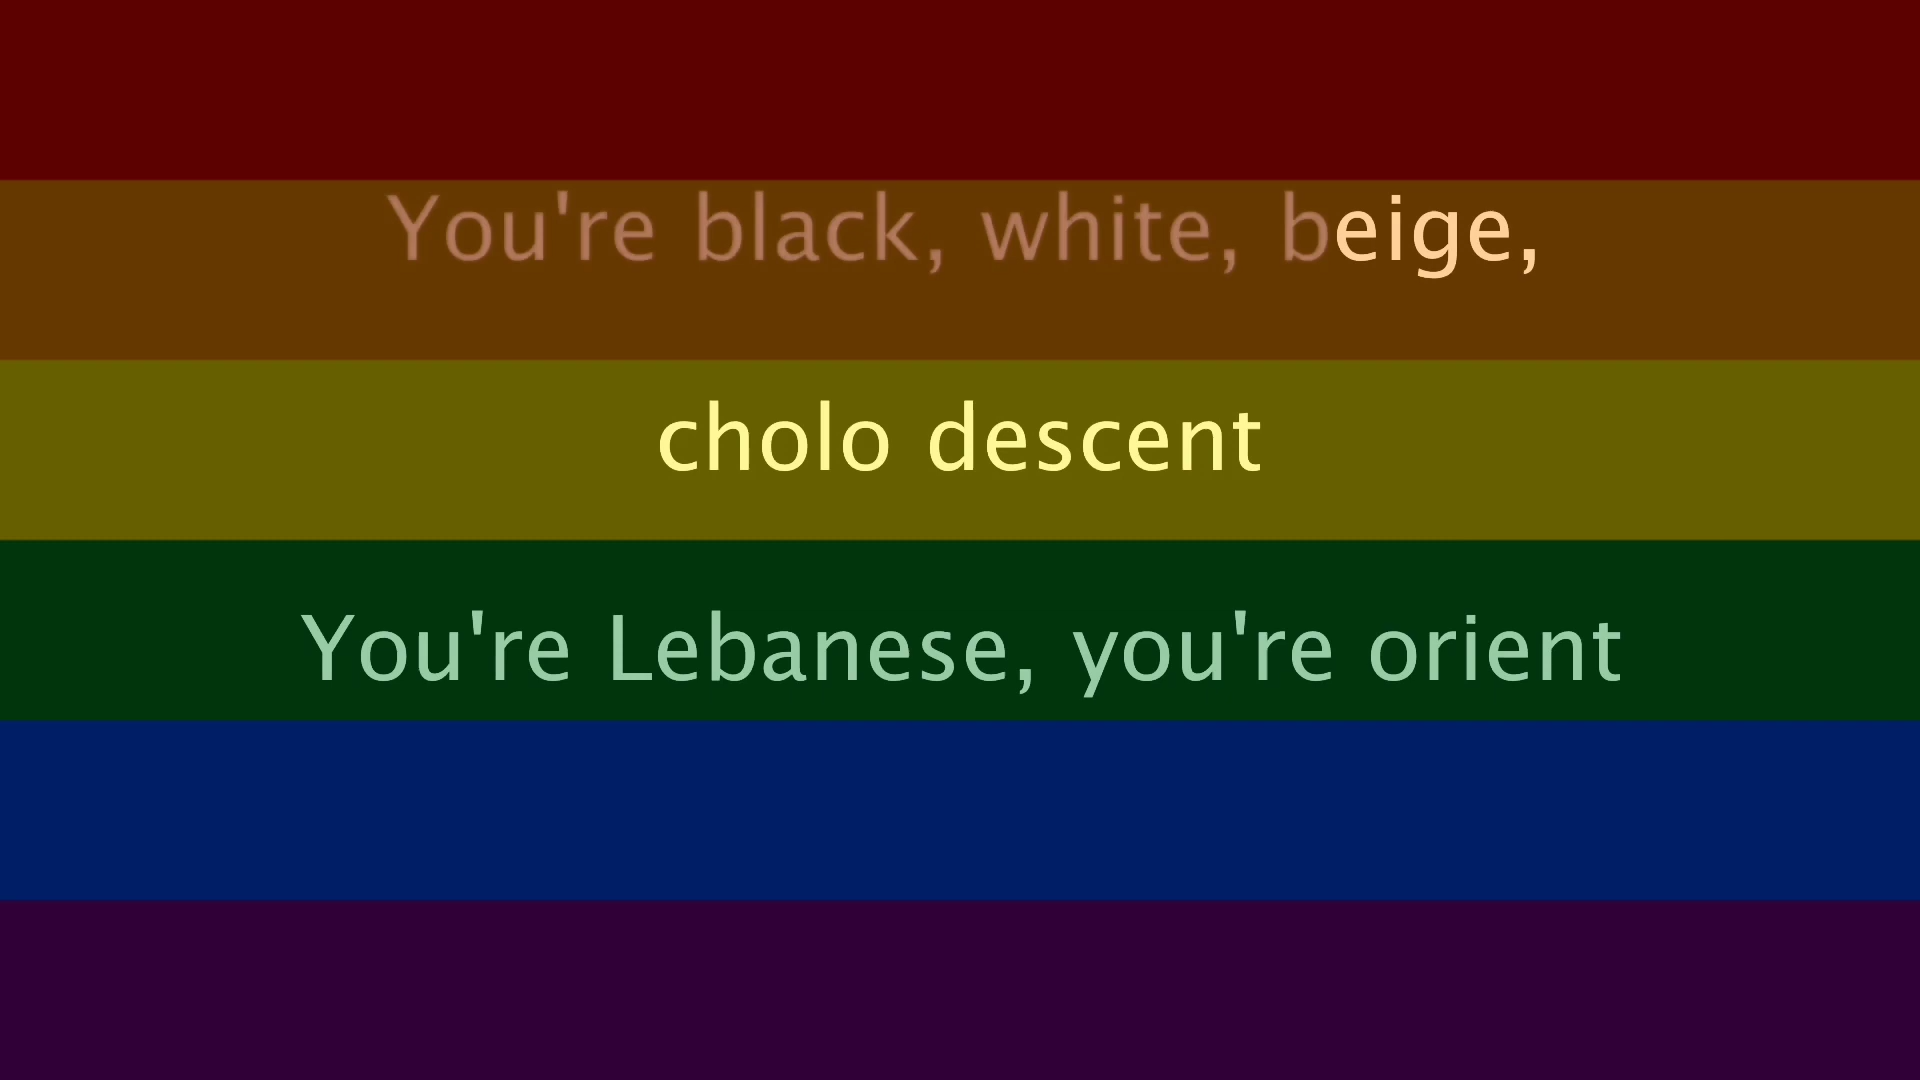 You're black, white, beige,
cholo descent
You're Lebanese, you're orient